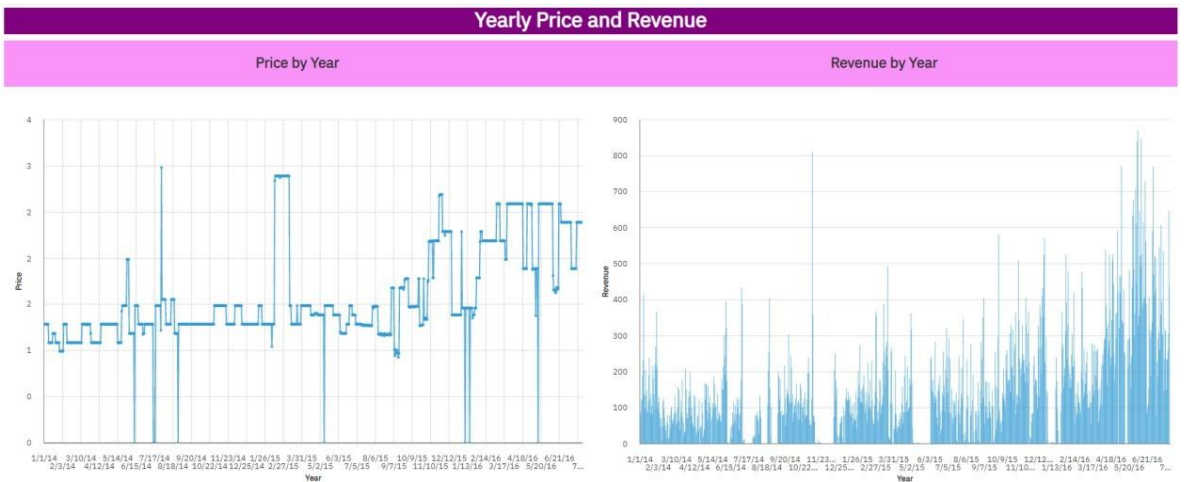 Yearly Price and Revenue
Price by Year
Revenue by Year
4
3
2
2
2
1
0
0
Price
1/1/14 3/10/14 5/14/14 7/17/14 9/20/14 11/23/14 1/26/15 3/31/15 6/3/15 8/6/15 10/9/15 12/12/15 2/14/16 4/18/16 6/21/16
2/3/14 4/12/14 6/15/14 8/18/14 10/22/14 12/25/14 2/27/15 5/2/15 7/5/15 9/7/15 11/10/15 1/13/16 3/17/16 5/20/16 7...
Year
900
800
700
600
500
400
300
200
100
0
Revenue
1/1/14 3/10/14 5/14/14 7/17/14 9/20/14 11/23... 1/26/15 3/31/15 6/3/15 8/6/15 10/9/15 12/12... 2/14/16 4/18/16 6/21/16
2/3/14 4/12/14 6/15/14 8/18/14 10/22... 12/25... 2/27/15 5/2/15 7/5/15 9/7/15 11/10... 1/13/16 3/17/16 5/20/16 7...
Year